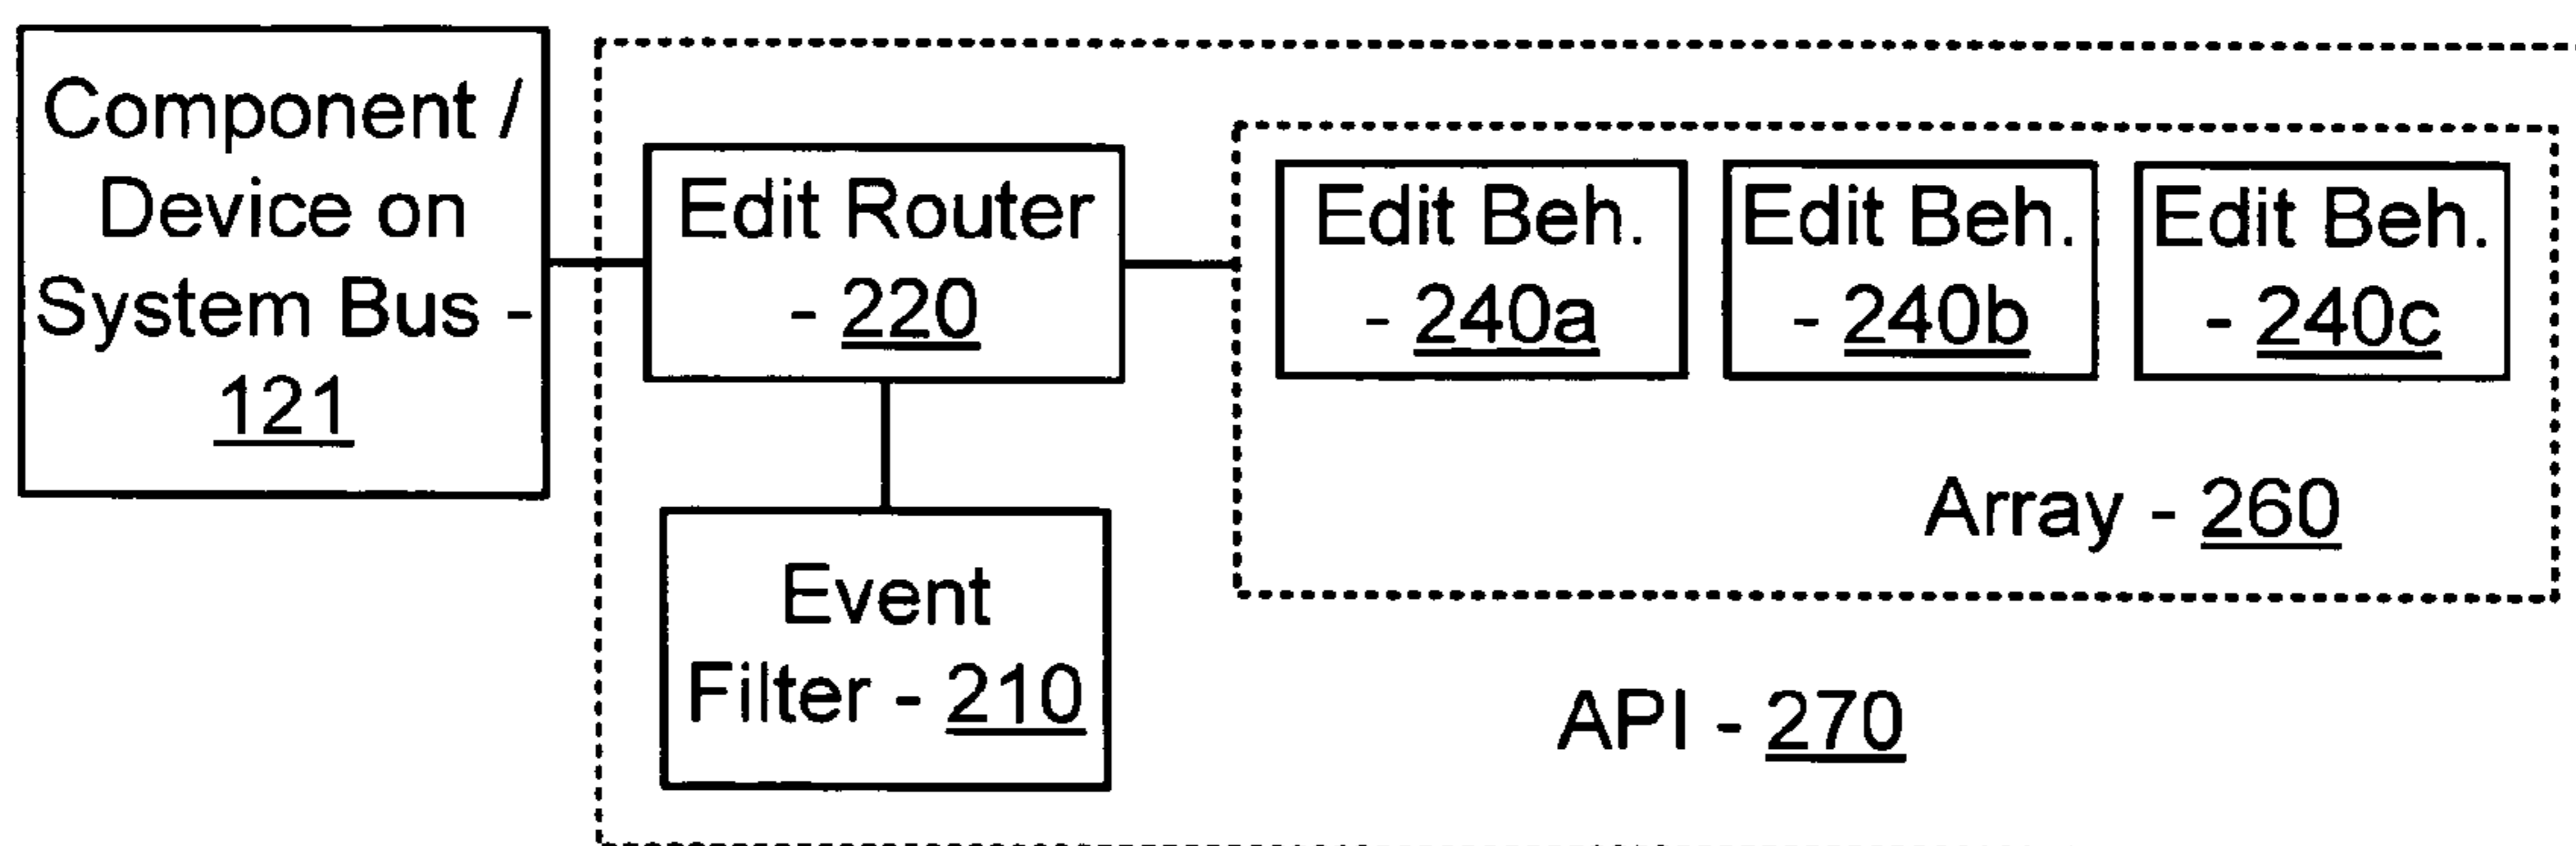 Component /
Device on
System Bus -
121
Edit Router
- 220
Event
Filter - 210
Edit Beh.
- 240a
Edit Beh.
- 240b
Edit Beh.
- 240c
Array - 260
API - 270